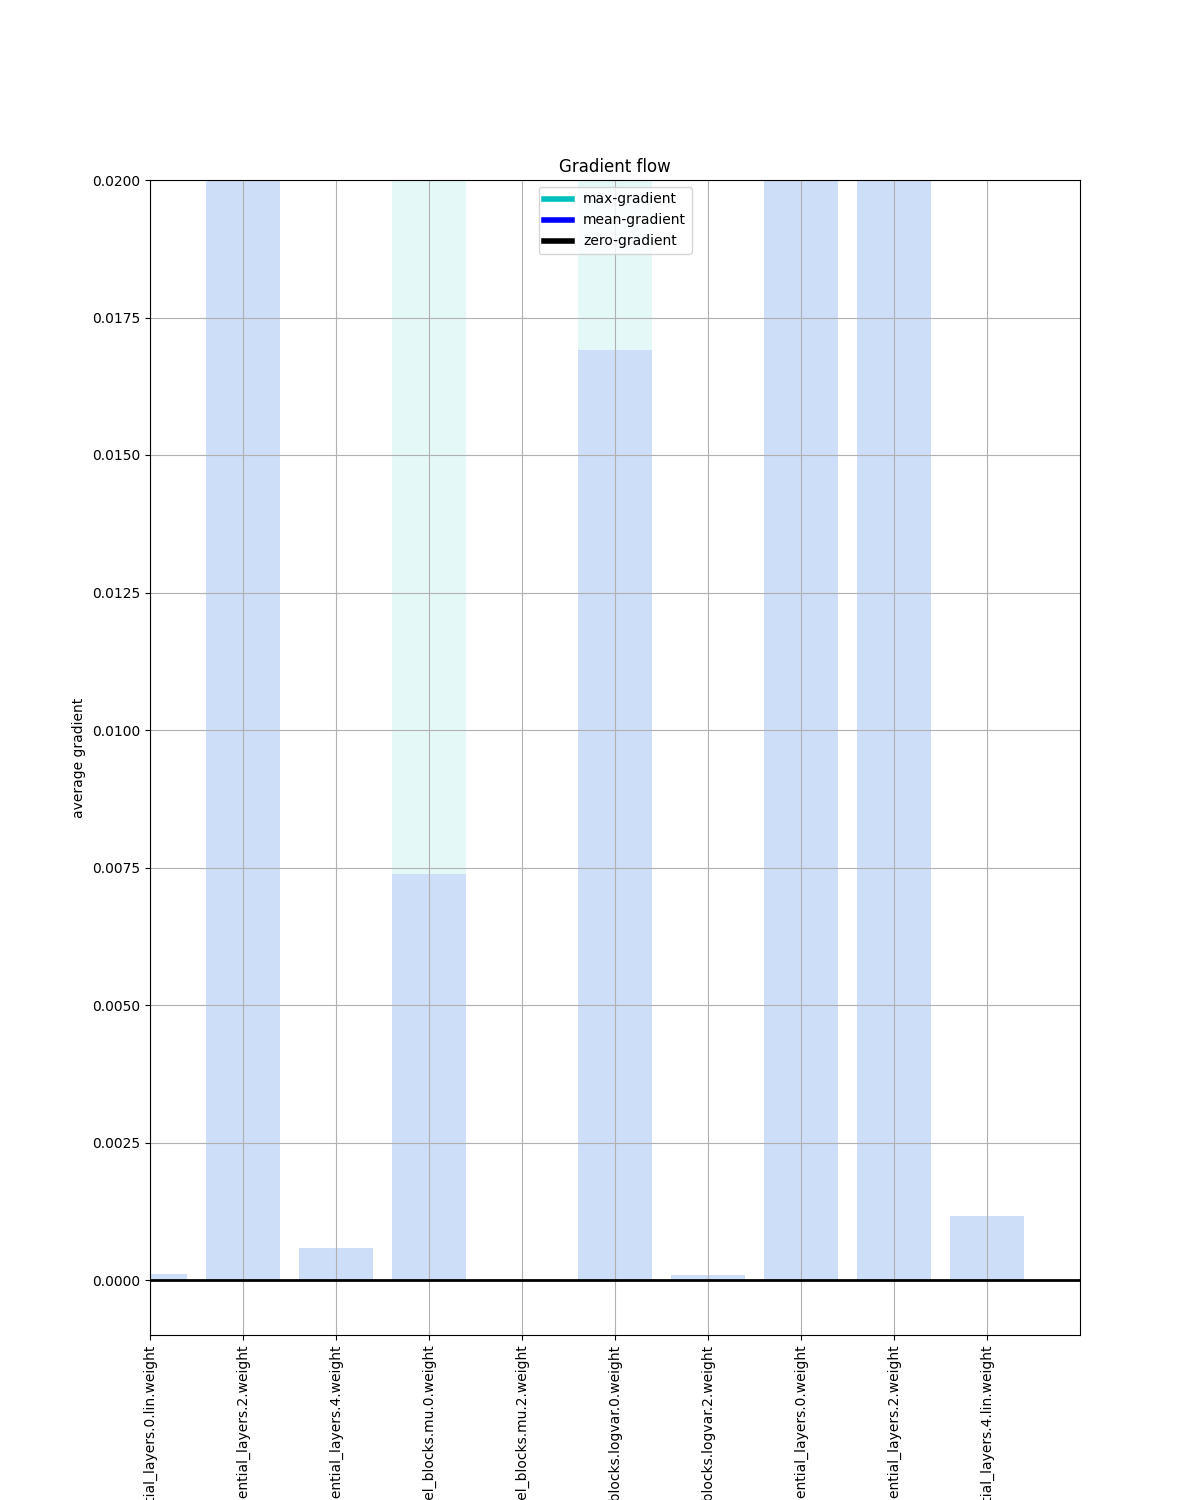 Gradient flow
max-gradient
mean-gradient
zero-gradient
0.0200
0.0175
0.0150
0.0125
0.0100
0.0075
0.0050
0.0025
0.0000
average gradient
tial_layers.0.lin.weight
ential_layers.2.weight
ential_layers.4.weight
el_blocks.mu.0.weight
el_blocks.mu.2.weight
blocks.logvar.0.weight
blocks.logvar.2.weight
ential_layers.0.weight
ential_layers.2.weight
tial_layers.4.lin.weight